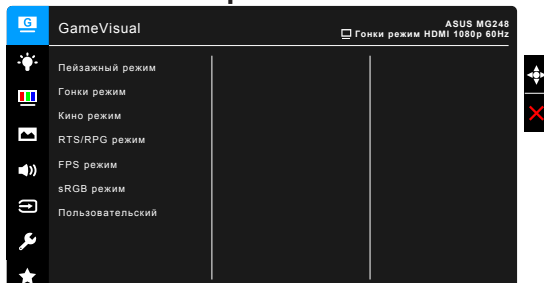 G
GameVisual
ASUS MG248
Гонки режим HDMI 1080p 60Hz
Пейзажный режим
Гонки режим
Кино режим
RTS/RPG режим
FPS режим
sRGB режим
Пользовательский